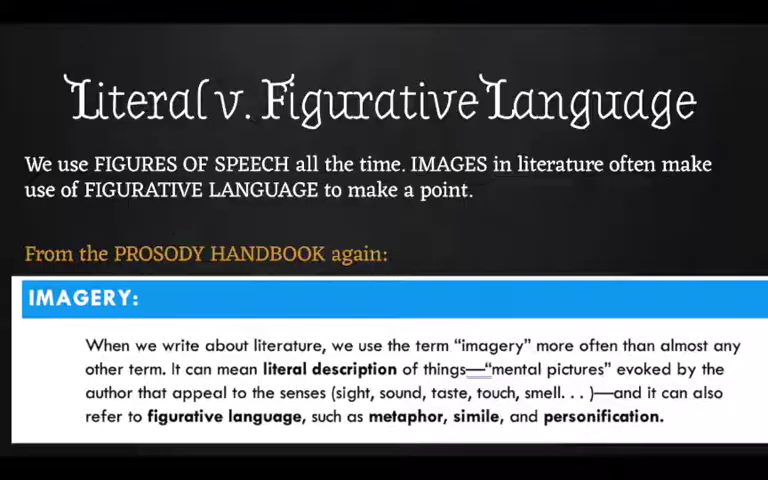 Literal v. Figurative Language
We use FIGURES OF SPEECH all the time. IMAGES in literature often make
use of FIGURATIVE LANGUAGE to make a point.
From the PROSODY HANDBOOK again:
IMAGERY:
When we write about literature, we use the term “imagery” more often than almost any
other term. It can mean literal description of things—“mental pictures” evoked by the
author that appeal to the senses (sight, sound, taste, touch, smell. . . )—and it can also
refer to figurative language, such as metaphor, simile, and personification.